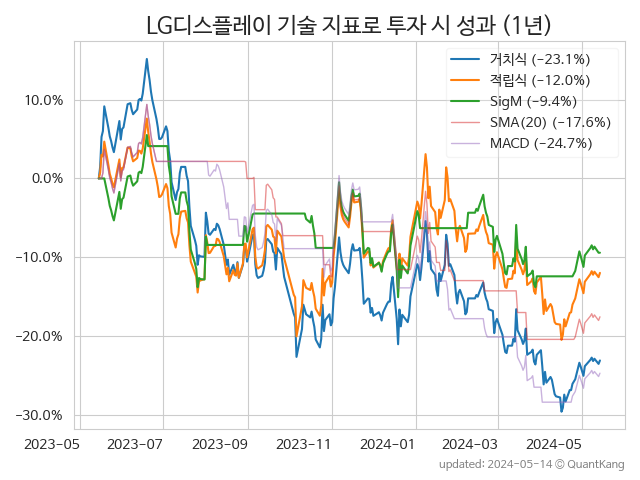 LG디스플레이 기술 지표로 투자 시 성과 (1년)
거치식 (−23.1%)
적립식 (−12.0%)
SigM (−9.4%)
SMA(20) (−17.6%)
MACD (−24.7%)
10.0%
0.0%
−10.0%
−20.0%
−30.0%
2023-05 2023-07 2023-09 2023-11 2024-01 2024-03 2024-05
updated: 2024-05-14 © QuantKang